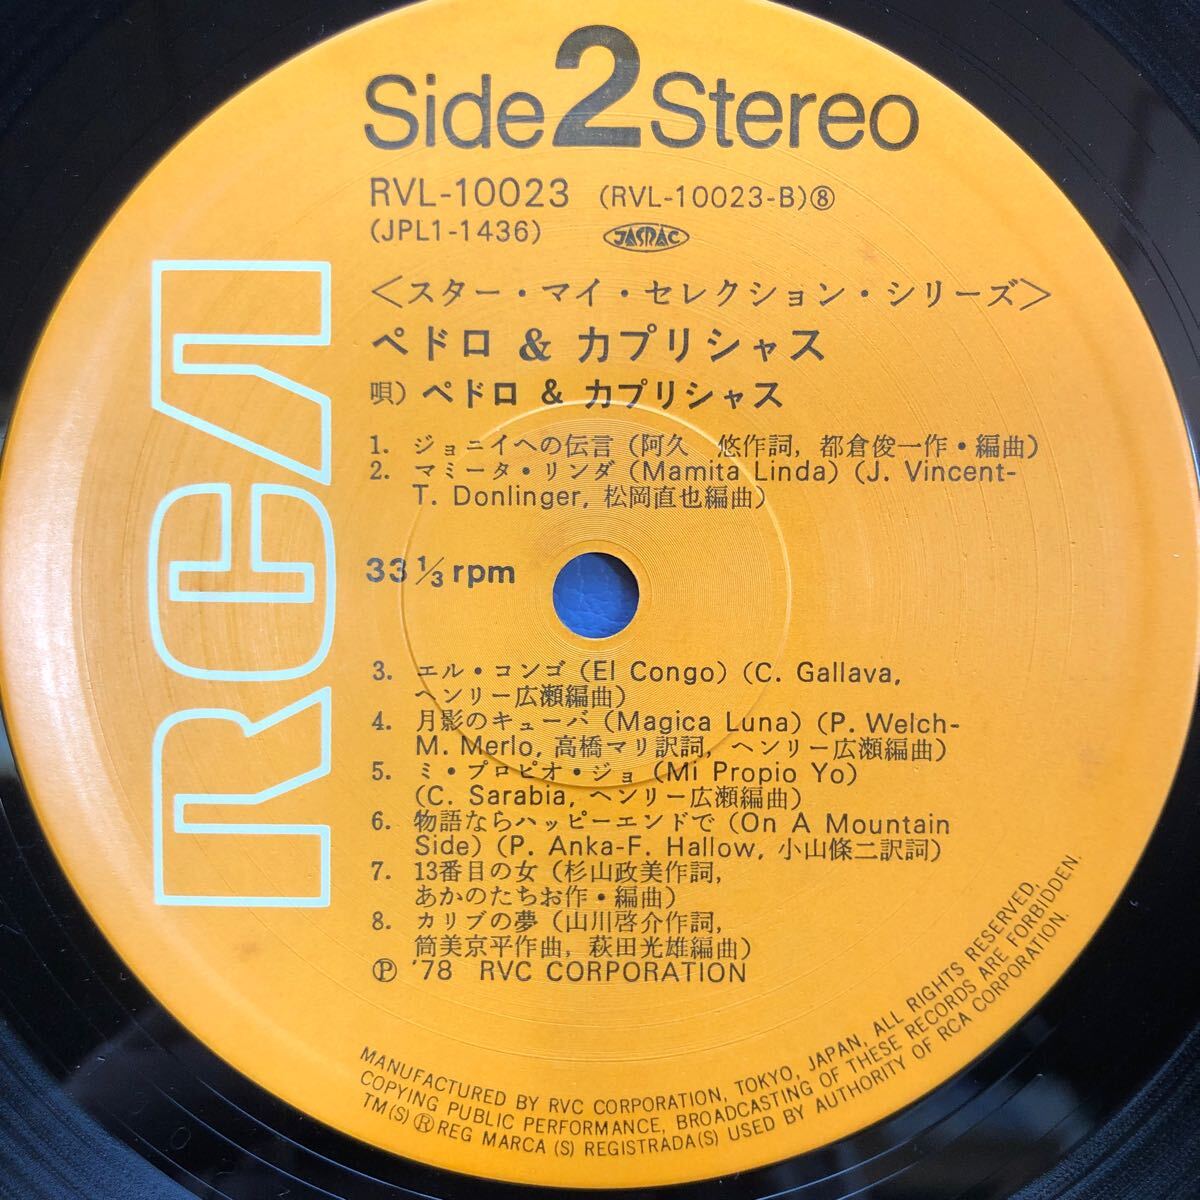 Side 2 Stereo
RVL-10023 (RVL-10023-B)⑧
(JPL1-1436) JASRAC
<スター・マイ・セレクション・シリーズ>
ペドロ & カプリシャス
唄) ペドロ & カプリシャス
1. ジョニイへの伝言 (阿久 悠作詞, 都倉俊一作・編曲)
2. マミータ・リンダ (Mamita Linda) (J. Vincent-
T. Donlinger, 松岡直也編曲)
33 1/3 rpm
3. エル・コンゴ (El Congo) (C. Gallava,
ヘンリー広瀬編曲)
4. 月影のキューバ (Magica Luna) (P. Welch-
M. Merlo, 高橋マリ訳詞, ヘンリー広瀬編曲)
5. ミ・プロピオ・ジョ (Mi Propio Yo)
(C. Sarabia, ヘンリー広瀬編曲)
6. 物語ならハッピーエンドで (On A Mountain
Side) (P. Anka-F. Hallow, 小山條二訳詞)
7. 13番目の女 (杉山政美作詞,
あかのたちお作・編曲)
8. カリブの夢 (山川啓介作詞,
筒美京平作曲, 萩田光雄編曲)
Ⓟ '78 RVC CORPORATION
MANUFACTURED BY RVC CORPORATION, TOKYO, JAPAN, ALL RIGHTS RESERVED.
COPYING PUBLIC PERFORMANCE, BROADCASTING OF THESE RECORDS ARE FORBIDDEN.
TM(S) ® REG MARCA (S) REGISTRADA(S) USED BY AUTHORITY OF RCA CORPORATION.
RCA